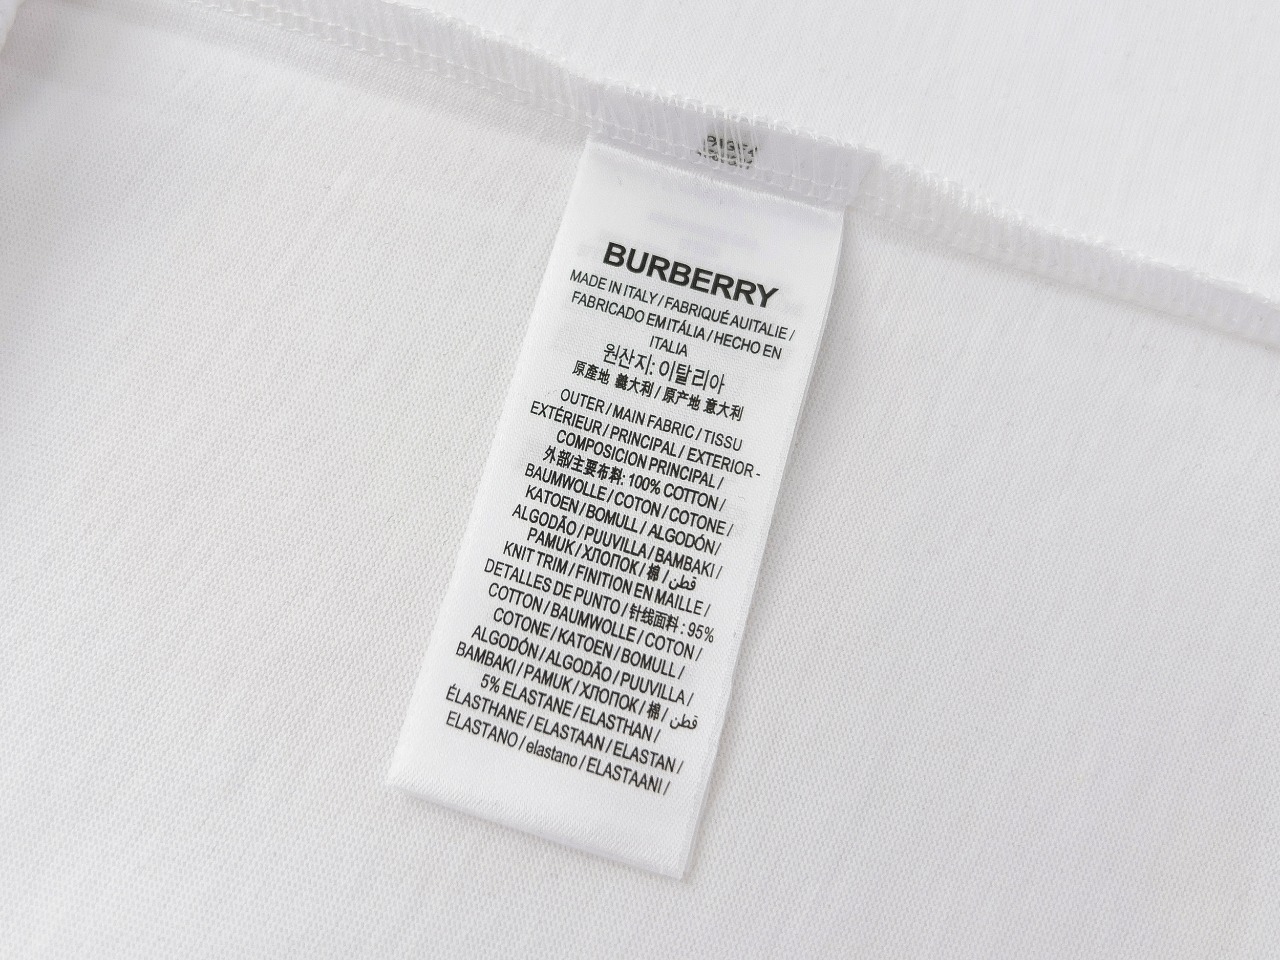 BURBERRY
MADE IN ITALY / FABRIQUÉ AUITALIE /
FABRICADO EM ITÁLIA / HECHO EN
ITALIA
원산지: 이탈리아
原產地 義大利 / 原产地 意大利
OUTER / MAIN FABRIC / TISSU
EXTÉRIEUR / PRINCIPAL / EXTERIOR -
COMPOSICION PRINCIPAL /
外部/主要布料: 100% COTTON /
BAUMWOLLE / COTON / COTONE /
KATOEN / BOMULL / ALGODÓN /
ALGODÃO / PUUVILLA / BAMBAKI /
PAMUK / ХЛОПОК / 棉 / قطن
KNIT TRIM / FINITION EN MAILLE /
DETALLES DE PUNTO / 针线面料 : 95%
COTTON / BAUMWOLLE / COTON /
COTONE / KATOEN / BOMULL /
ALGODÓN / ALGODÃO / PUUVILLA /
BAMBAKI / PAMUK / ХЛОПОК / 棉 / قطن
5% ELASTANE / ELASTHAN /
ÉLASTHANE / ELASTAAN / ELASTAN /
ELASTANO / elastano / ELASTAANI /